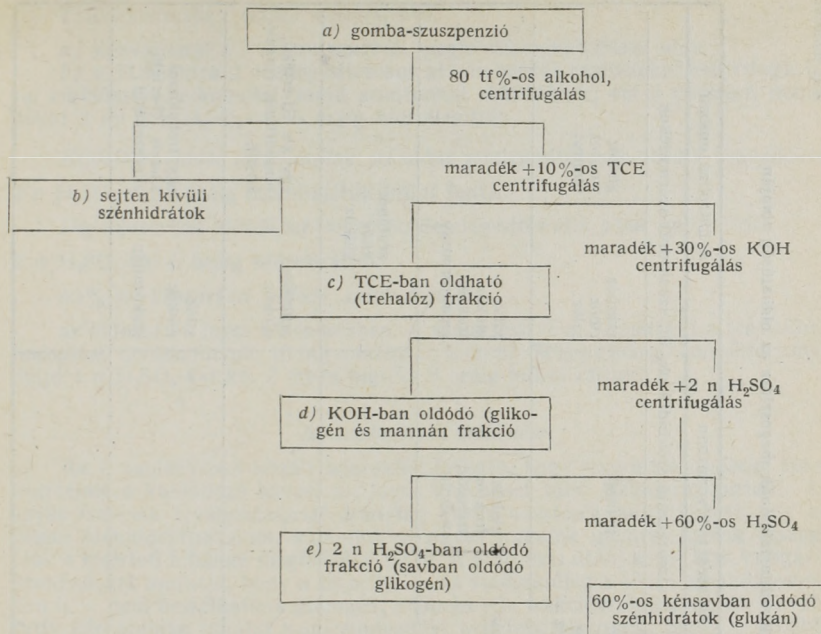 a) gomba-szuszpenzió
80 tf%-os alkohol,
centrifugálás
b) sejten kívüli
szénhidrátok
maradék +10%-os TCE
centrifugálás
c) TCE-ban oldható
(trehalóz) frakció
maradék +30%-os KOH
centrifugálás
d) KOH-ban oldódó (gliko-
gén és mannán frakció
maradék +2 n H₂SO₄
centrifugálás
e) 2 n H₂SO₄-ban oldódó
frakció (savban oldódó
glikogén)
maradék +60%-os H₂SO₄
60%-os kénsavban oldódó
szénhidrátok (glukán)